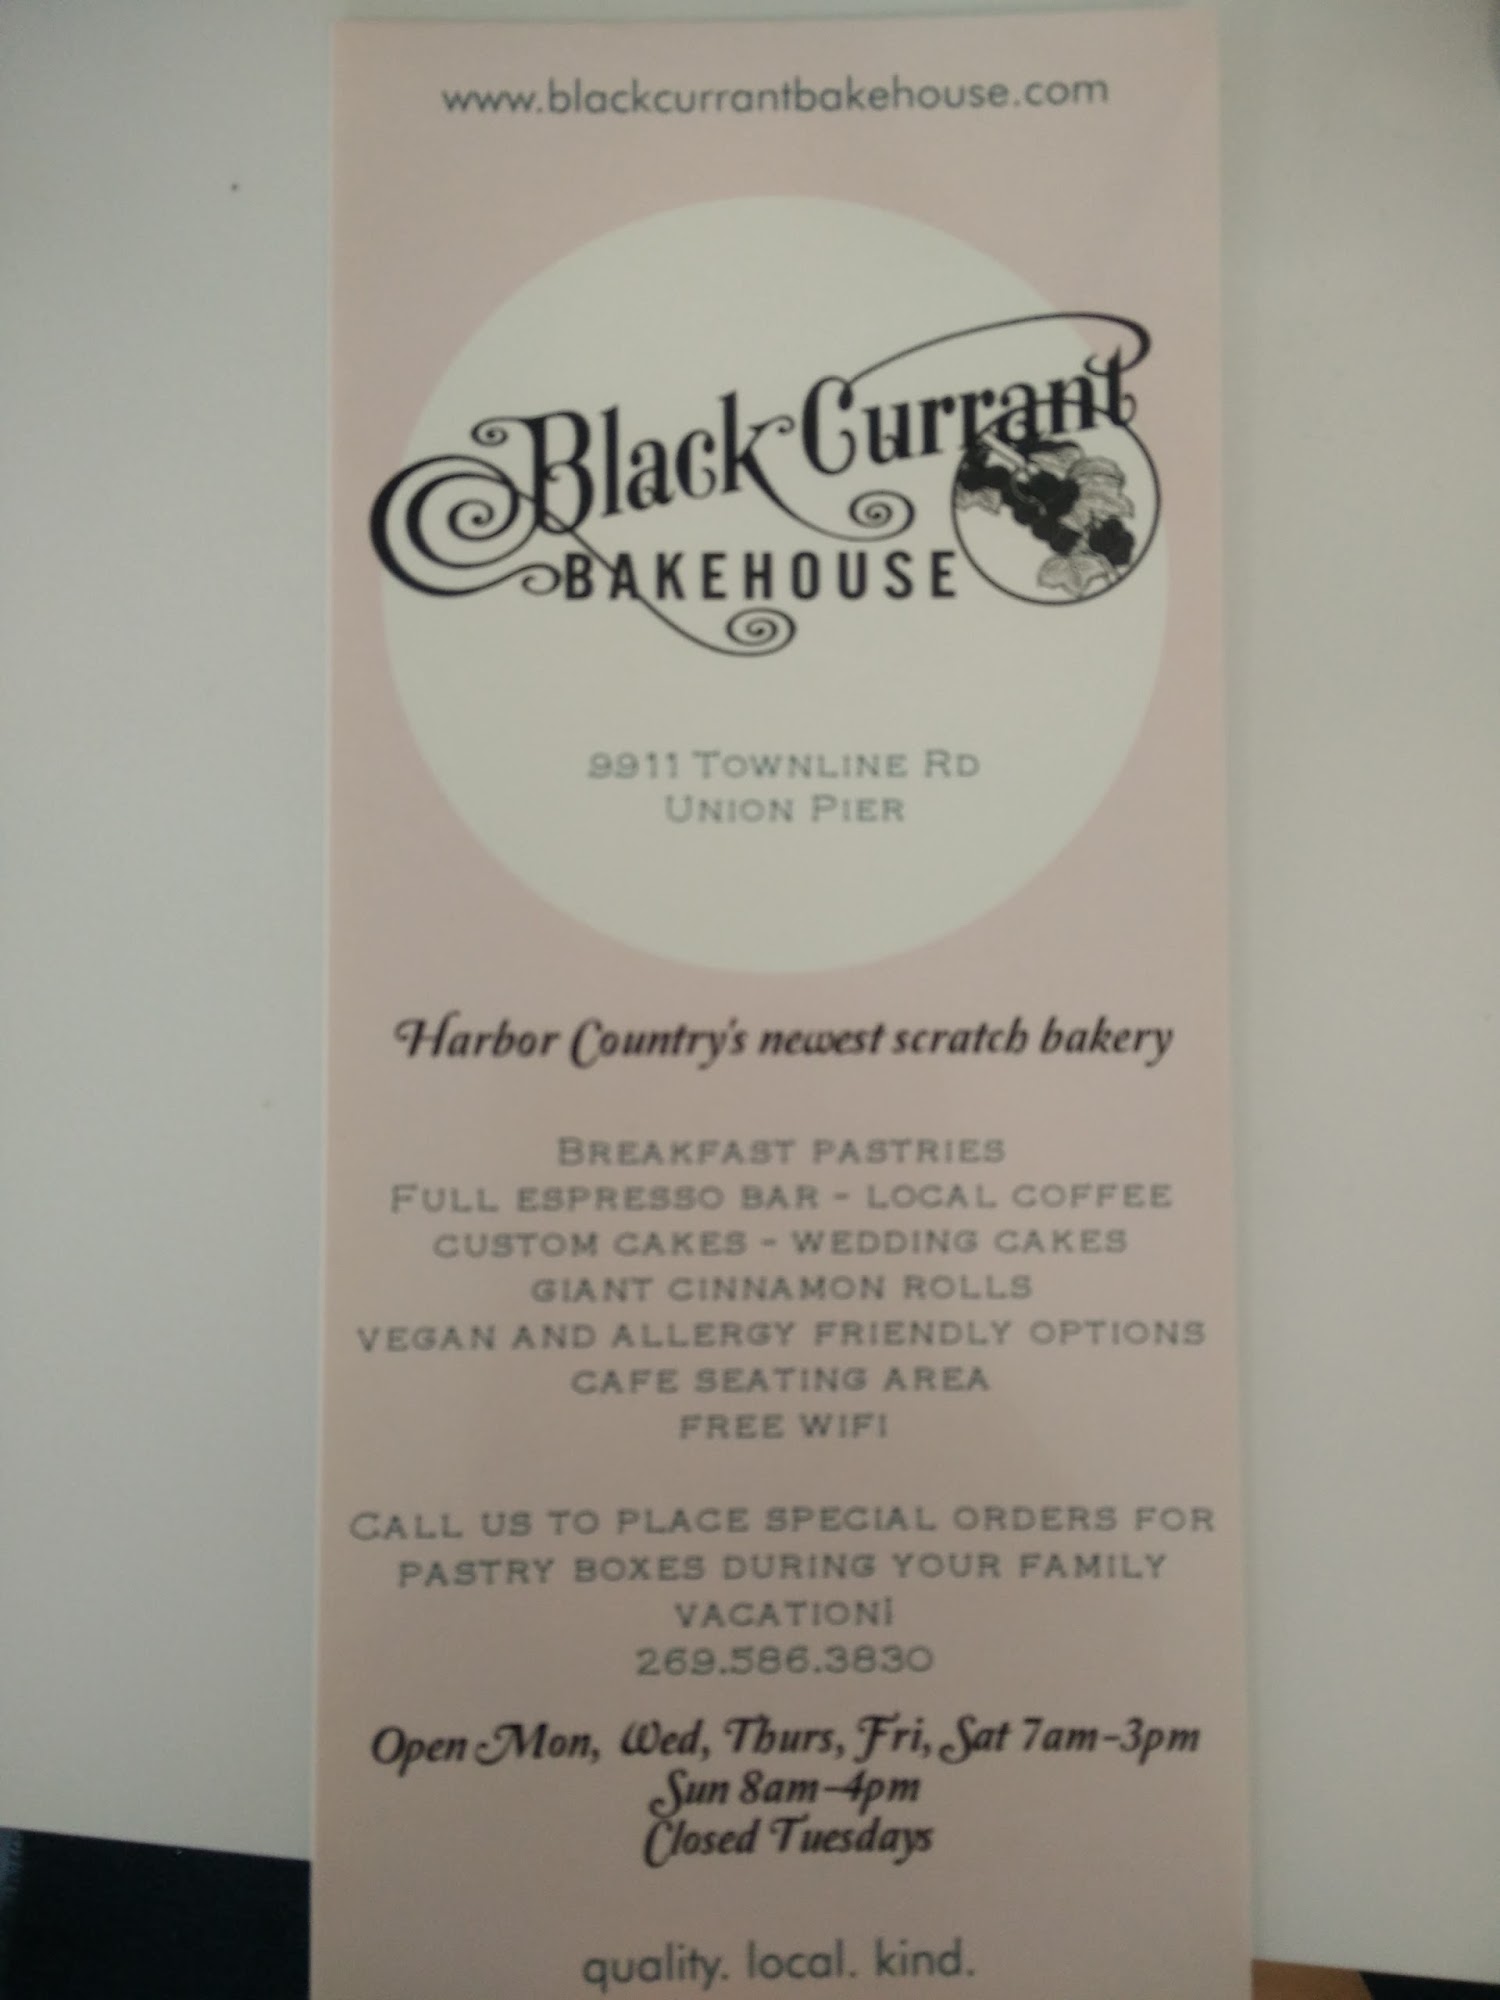 www.blackcurrantbakehouse.com
Black Currant
BAKEHOUSE
9911 Townline Rd
Union Pier
Harbor Country's newest scratch bakery
Breakfast pastries
Full espresso bar - local coffee
custom cakes - wedding cakes
giant cinnamon rolls
vegan and allergy friendly options
cafe seating area
free wifi
Call us to place special orders for
pastry boxes during your family
vacation!
269.586.3830
Open Mon, Wed, Thurs, Fri, Sat 7am-3pm
Sun 8am-4pm
Closed Tuesdays
quality. local. kind.